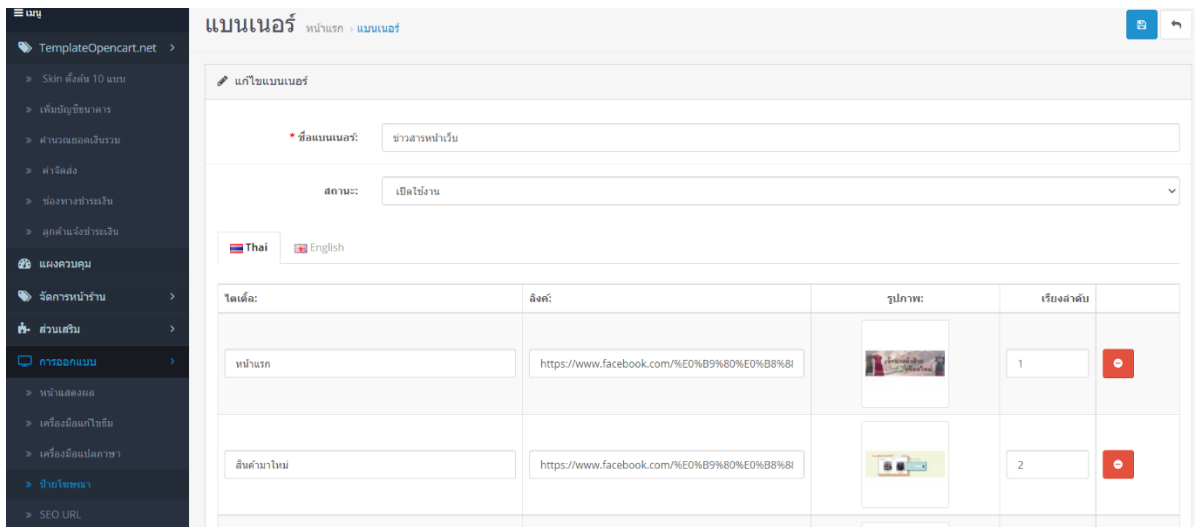 เมนู
TemplateOpencart.net
» Skin ตั้งต้น 10 แบบ
» เพิ่มบัญชีธนาคาร
» คำนวณยอดเงินรวม
» ค่าจัดส่ง
» ช่องทางชำระเงิน
» ลูกค้าแจ้งชำระเงิน
แผงควบคุม
จัดการหน้าร้าน
ส่วนเสริม
การออกแบบ
» หน้าแสดงผล
» เครื่องมือแก้ไขธีม
» เครื่องมือแปลภาษา
» ป้ายโฆษณา
» SEO URL
แบนเนอร์ หน้าแรก › แบนเนอร์
แก้ไขแบนเนอร์
* ชื่อแบนเนอร์: ข่าวสารหน้าเว็บ
สถานะ: เปิดใช้งาน
Thai English
ไตเติ้ล: ลิงค์: รูปภาพ: เรียงลำดับ
หน้าแรก https://www.facebook.com/%E0%B9%80%E0%B8%8 1
สินค้ามาใหม่ https://www.facebook.com/%E0%B9%80%E0%B8%8 2